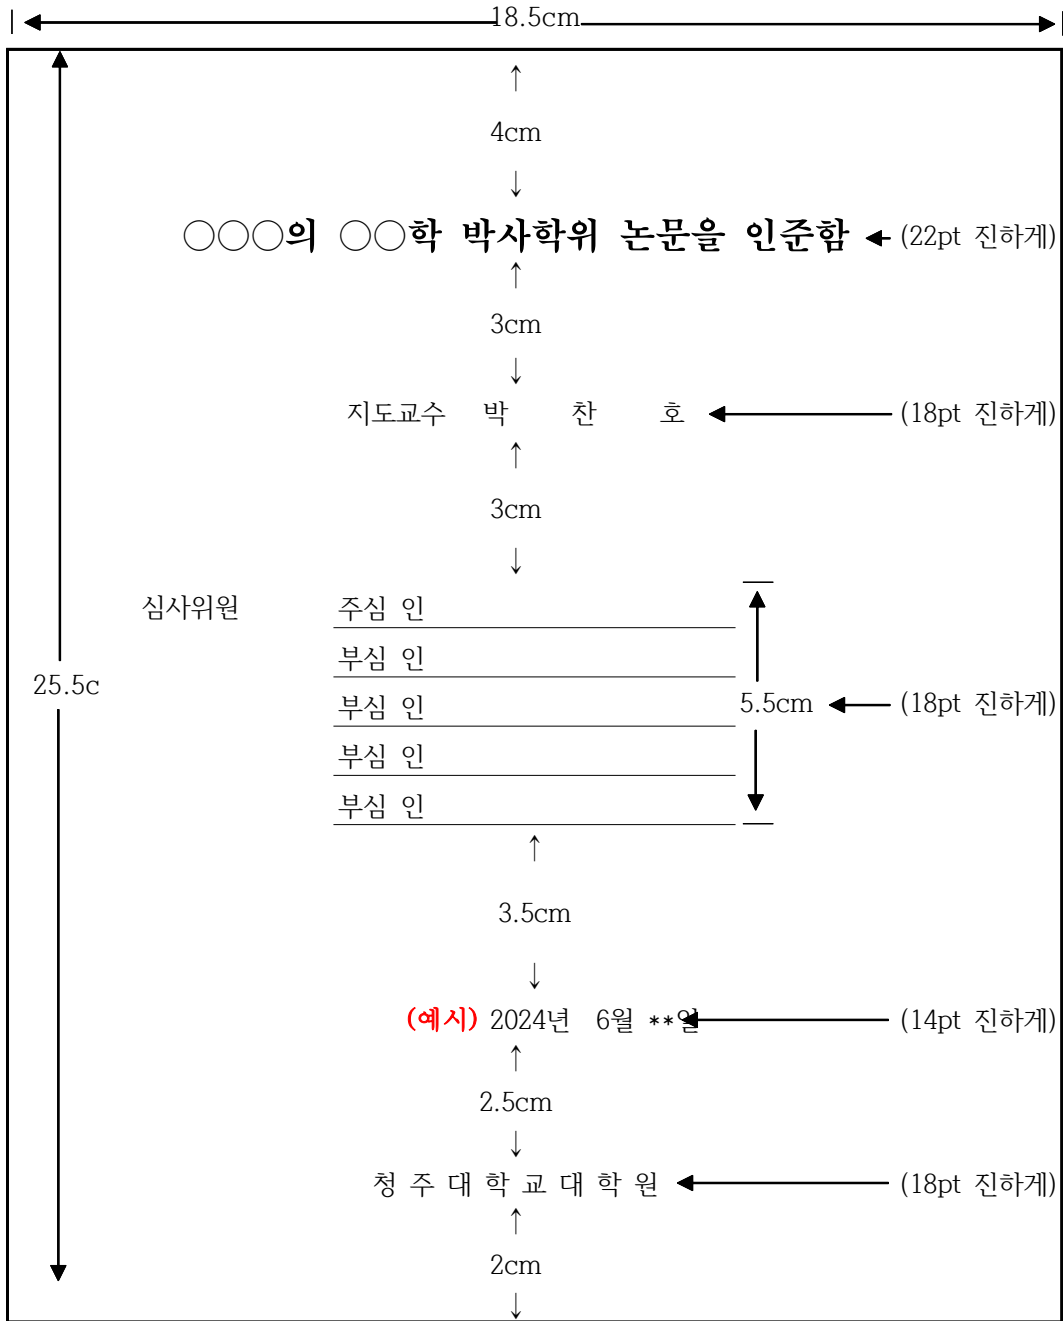 18.5cm
4cm
○○○의 ○○학 박사학위 논문을 인준함 (22pt 진하게)
3cm
지도교수 박 찬 호 (18pt 진하게)
3cm
심사위원 주심 인
부심 인
25.5c 부심 인 5.5cm (18pt 진하게)
부심 인
부심 인
3.5cm
(예시) 2024년 6월 **일 (14pt 진하게)
2.5cm
청 주 대 학 교 대 학 원 (18pt 진하게)
2cm